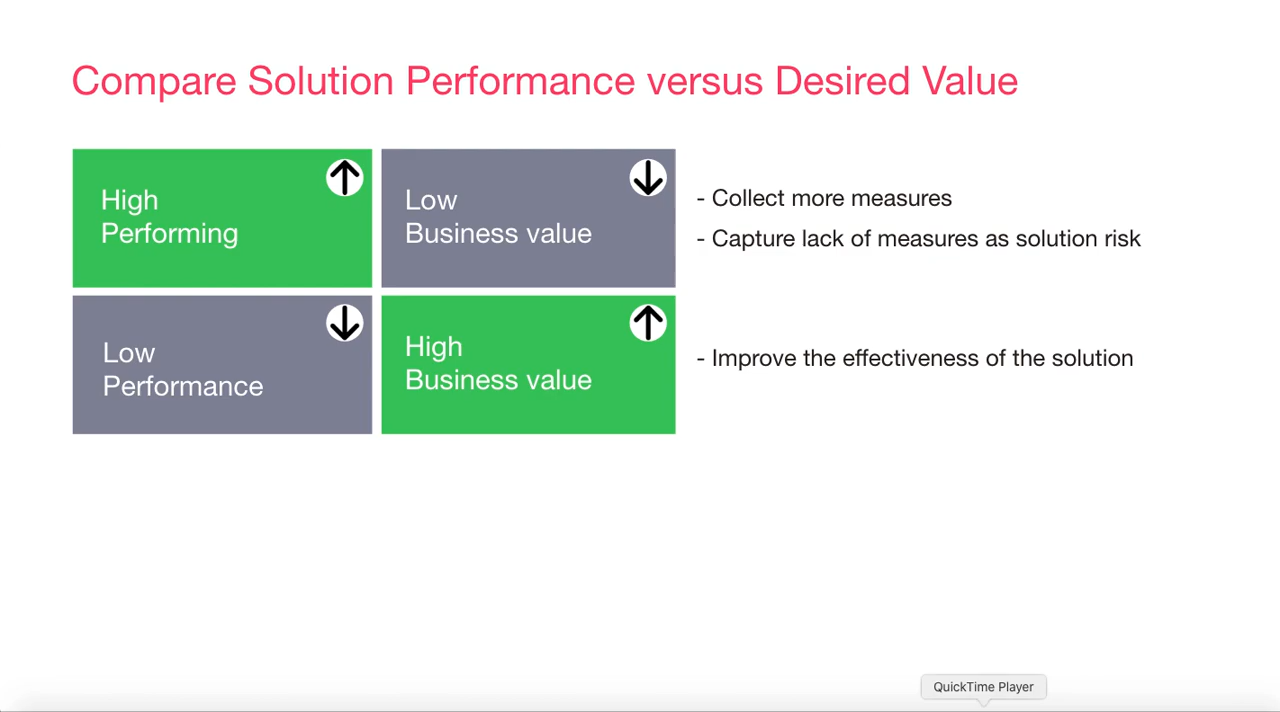 Compare Solution Performance versus Desired Value
High
Performing
Low
Business value
- Collect more measures
- Capture lack of measures as solution risk
Low
Performance
High
Business value
- Improve the effectiveness of the solution
QuickTime Player